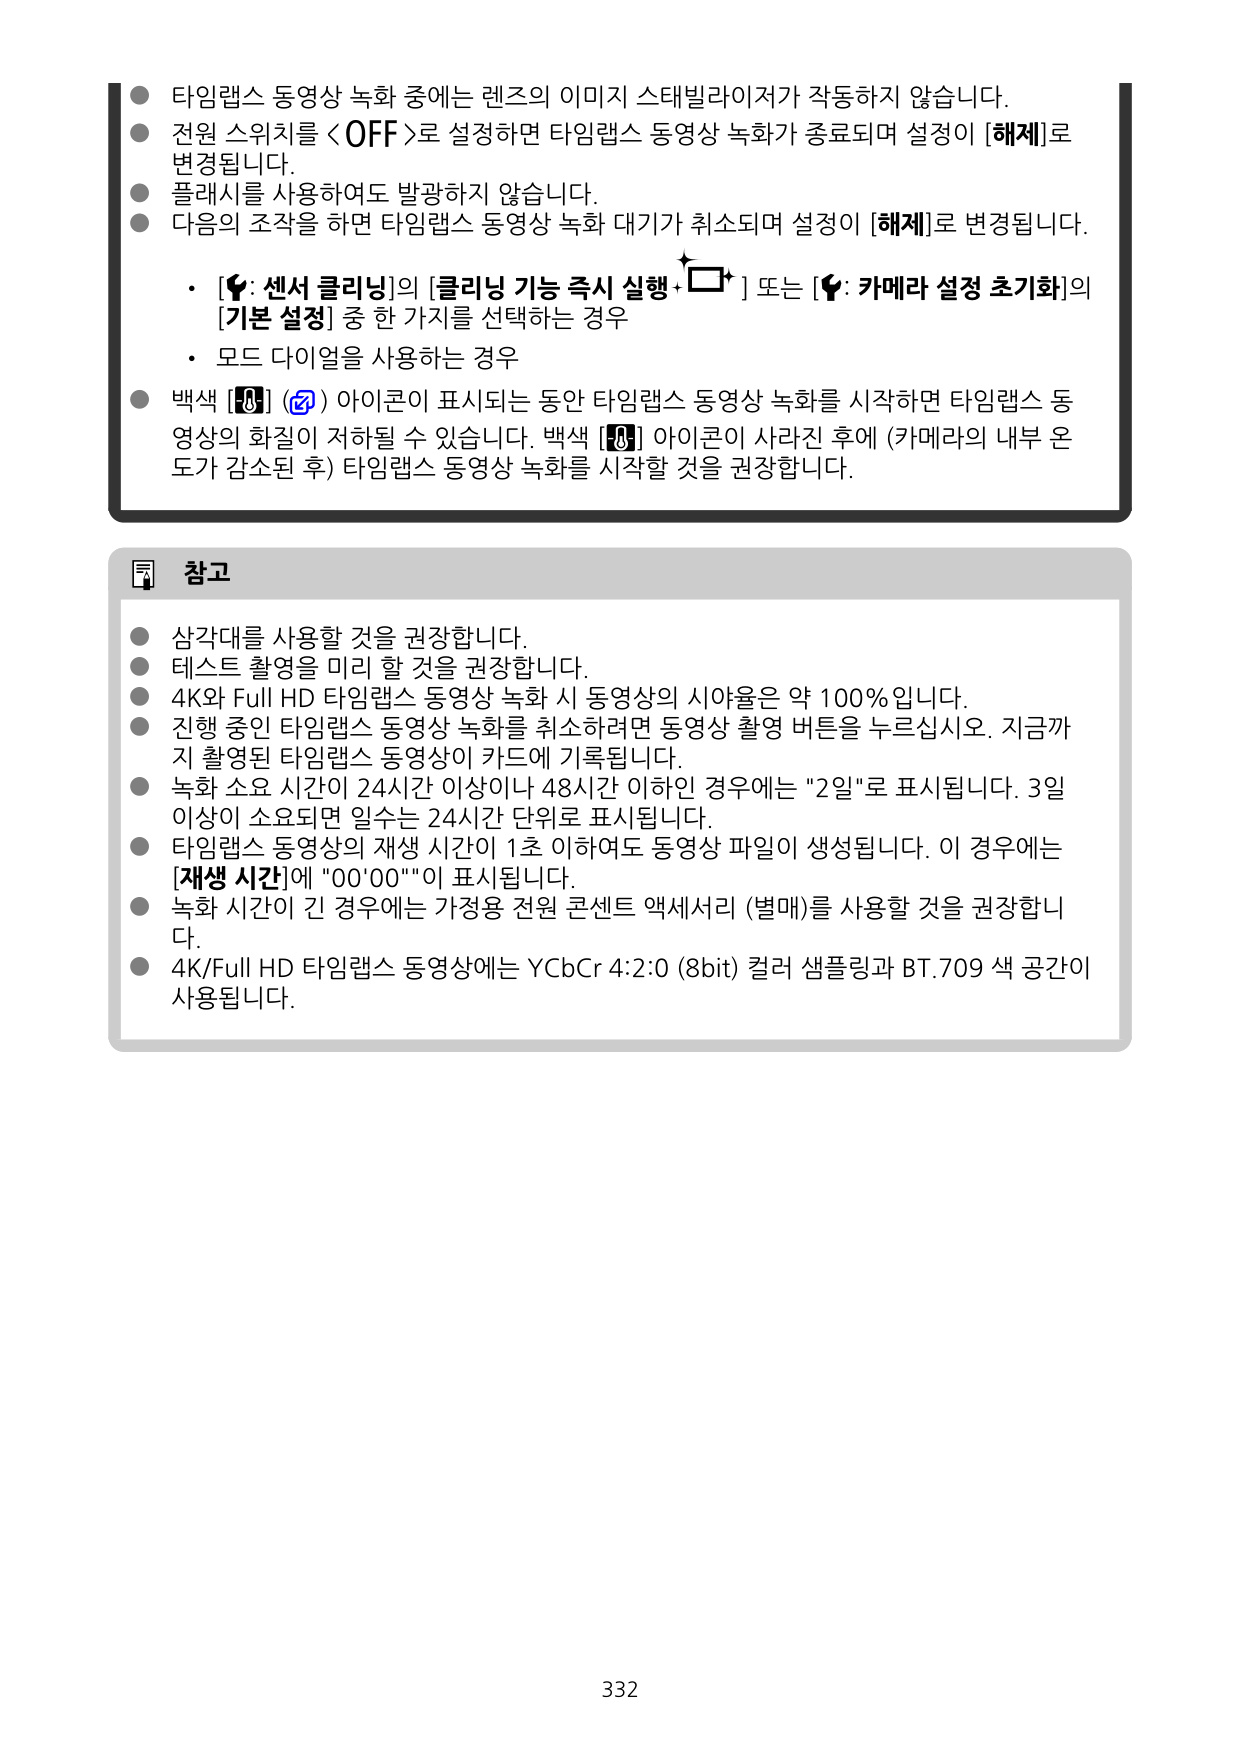 ● 타임랩스 동영상 녹화 중에는 렌즈의 이미지 스태빌라이저가 작동하지 않습니다.
● 전원 스위치를 <OFF>로 설정하면 타임랩스 동영상 녹화가 종료되며 설정이 [해제]로
변경됩니다.
● 플래시를 사용하여도 발광하지 않습니다.
● 다음의 조작을 하면 타임랩스 동영상 녹화 대기가 취소되며 설정이 [해제]로 변경됩니다.
• [: 센서 클리닝]의 [클리닝 기능 즉시 실행 ] 또는 [: 카메라 설정 초기화]의
[기본 설정] 중 한 가지를 선택하는 경우
• 모드 다이얼을 사용하는 경우
● 백색 [] () 아이콘이 표시되는 동안 타임랩스 동영상 녹화를 시작하면 타임랩스 동
영상의 화질이 저하될 수 있습니다. 백색 [] 아이콘이 사라진 후에 (카메라의 내부 온
도가 감소된 후) 타임랩스 동영상 녹화를 시작할 것을 권장합니다.
참고
● 삼각대를 사용할 것을 권장합니다.
● 테스트 촬영을 미리 할 것을 권장합니다.
● 4K와 Full HD 타임랩스 동영상 녹화 시 동영상의 시야율은 약 100%입니다.
● 진행 중인 타임랩스 동영상 녹화를 취소하려면 동영상 촬영 버튼을 누르십시오. 지금까
지 촬영된 타임랩스 동영상이 카드에 기록됩니다.
● 녹화 소요 시간이 24시간 이상이나 48시간 이하인 경우에는 "2일"로 표시됩니다. 3일
이상이 소요되면 일수는 24시간 단위로 표시됩니다.
● 타임랩스 동영상의 재생 시간이 1초 이하여도 동영상 파일이 생성됩니다. 이 경우에는
[재생 시간]에 "00'00""이 표시됩니다.
● 녹화 시간이 긴 경우에는 가정용 전원 콘센트 액세서리 (별매)를 사용할 것을 권장합니
다.
● 4K/Full HD 타임랩스 동영상에는 YCbCr 4:2:0 (8bit) 컬러 샘플링과 BT.709 색 공간이
사용됩니다.
332